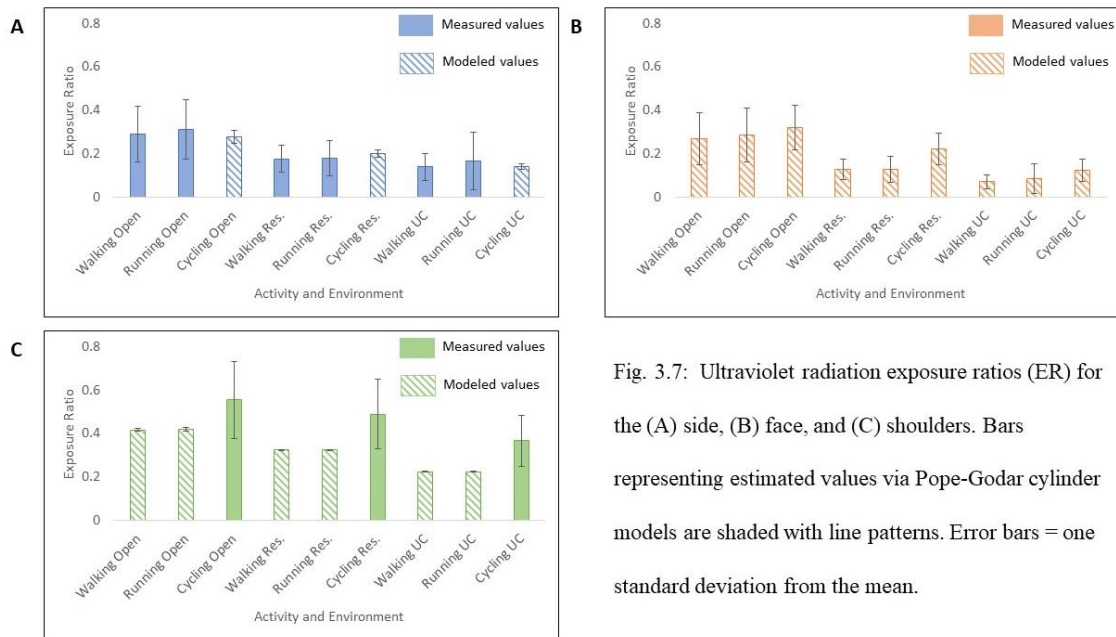 A
Exposure Ratio
0.8
0.6
0.4
0.2
0
Measured values
Modeled values
Walking Open
Running Open
Cycling Open
Walking Res.
Running Res.
Cycling Res.
Walking UC
Running UC
Cycling UC
Activity and Environment
B
Exposure Ratio
0.8
0.6
0.4
0.2
0
Measured values
Modeled values
Walking Open
Running Open
Cycling Open
Walking Res.
Running Res.
Cycling Res.
Walking UC
Running UC
Cycling UC
Activity and Environment
C
Exposure Ratio
0.8
0.6
0.4
0.2
0
Measured values
Modeled values
Walking Open
Running Open
Cycling Open
Walking Res.
Running Res.
Cycling Res.
Walking UC
Running UC
Cycling UC
Activity and Environment
Fig. 3.7: Ultraviolet radiation exposure ratios (ER) for
the (A) side, (B) face, and (C) shoulders. Bars
representing estimated values via Pope-Godar cylinder
models are shaded with line patterns. Error bars = one
standard deviation from the mean.